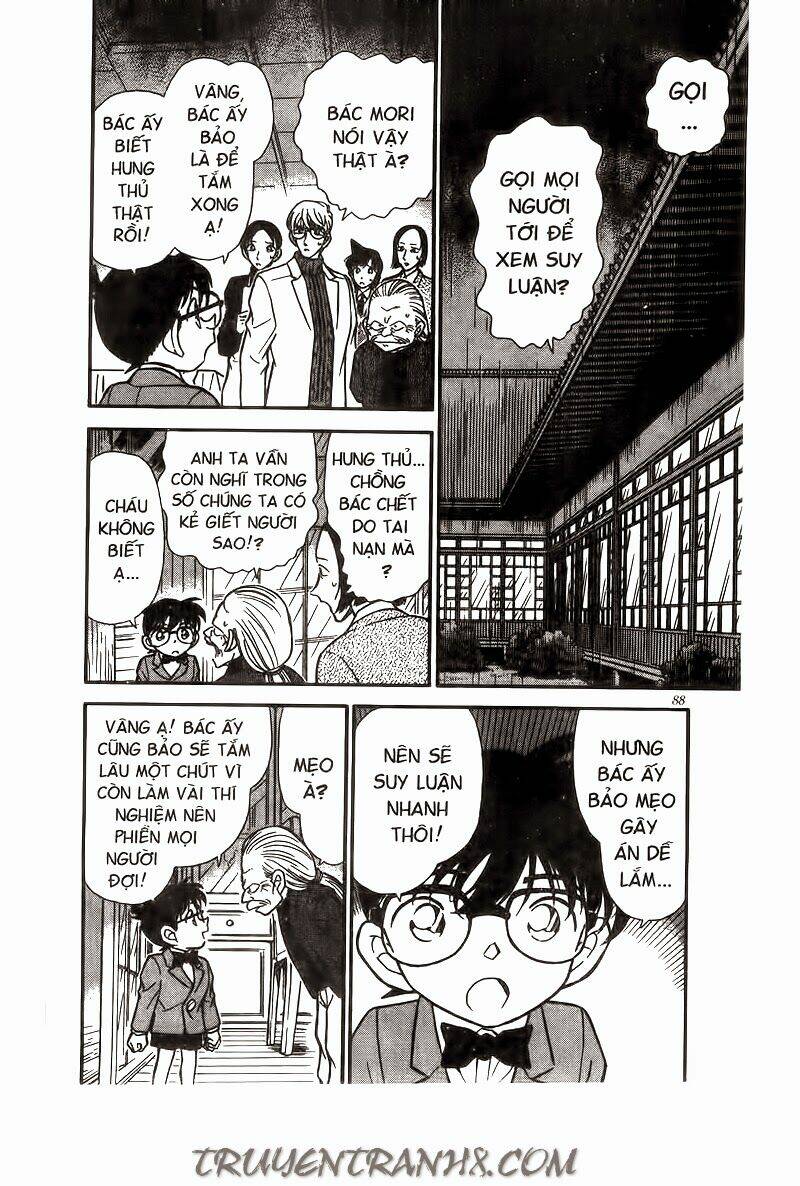 GỌI
...
GỌI MỌI
NGƯỜI
TỚI ĐỂ
XEM SUY
LUẬN?
BÁC MORI
NÓI VẬY
THẬT À?
VÂNG,
BÁC ẤY
BẢO
LÀ ĐỂ
TẮM
XONG
Ạ!
BÁC ẤY
BIẾT
HUNG
THỦ
THẬT
RỒI!
HUNG THỦ...
CHỒNG
BÁC CHẾT
DO TAI
NẠN MÀ
?
ANH TA VẪN
CÒN NGHĨ TRONG
SỐ CHÚNG TA CÓ
KẺ GIẾT NGƯỜI
SAO!?
CHÁU
KHÔNG
BIẾT
Ạ...
88
NHƯNG
BÁC ẤY
BẢO MẸO
GÂY
ÁN DỄ
LẮM...
NÊN SẼ
SUY LUẬN
NHANH
THÔI!
MẸO
À?
VÂNG Ạ! BÁC ẤY
CŨNG BẢO SẼ TẮM
LÂU MỘT CHÚT VÌ
CÒN LÀM VÀI THÍ
NGHIỆM NÊN
PHIỀN MỌI
NGƯỜI
ĐỢI!
TRUYENTRANH8.COM